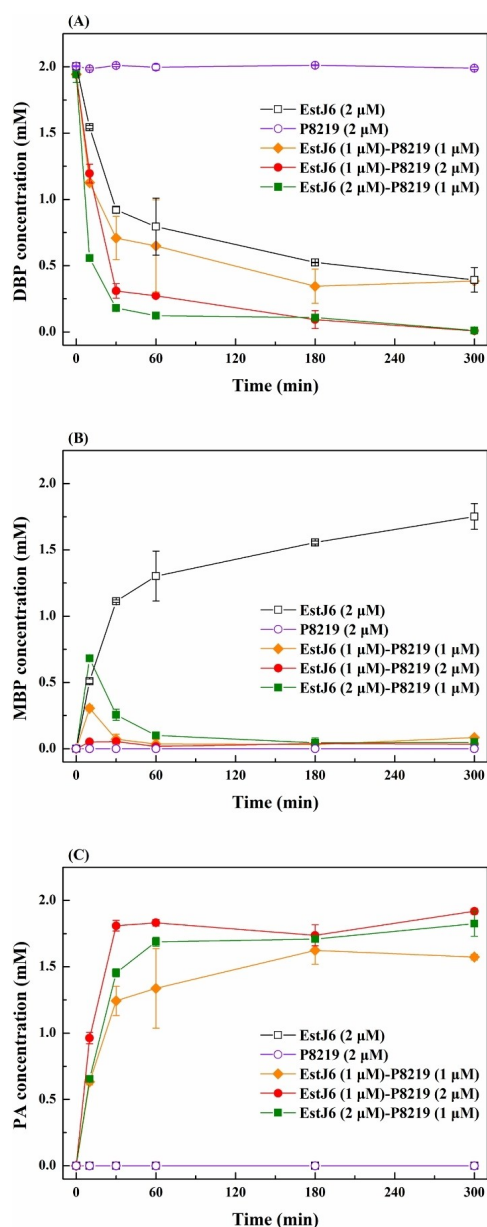 (A)
2.0
1.5
1.0
0.5
0.0
DBP concentration (mM)
EstJ6 (2 μM)
P8219 (2 μM)
EstJ6 (1 μM)-P8219 (1 μM)
EstJ6 (1 μM)-P8219 (2 μM)
EstJ6 (2 μM)-P8219 (1 μM)
0 60 120 180 240 300
Time (min)
(B)
2.0
1.5
1.0
0.5
0.0
MBP concentration (mM)
EstJ6 (2 μM)
P8219 (2 μM)
EstJ6 (1 μM)-P8219 (1 μM)
EstJ6 (1 μM)-P8219 (2 μM)
EstJ6 (2 μM)-P8219 (1 μM)
0 60 120 180 240 300
Time (min)
(C)
2.0
1.5
1.0
0.5
0.0
PA concentration (mM)
EstJ6 (2 μM)
P8219 (2 μM)
EstJ6 (1 μM)-P8219 (1 μM)
EstJ6 (1 μM)-P8219 (2 μM)
EstJ6 (2 μM)-P8219 (1 μM)
0 60 120 180 240 300
Time (min)